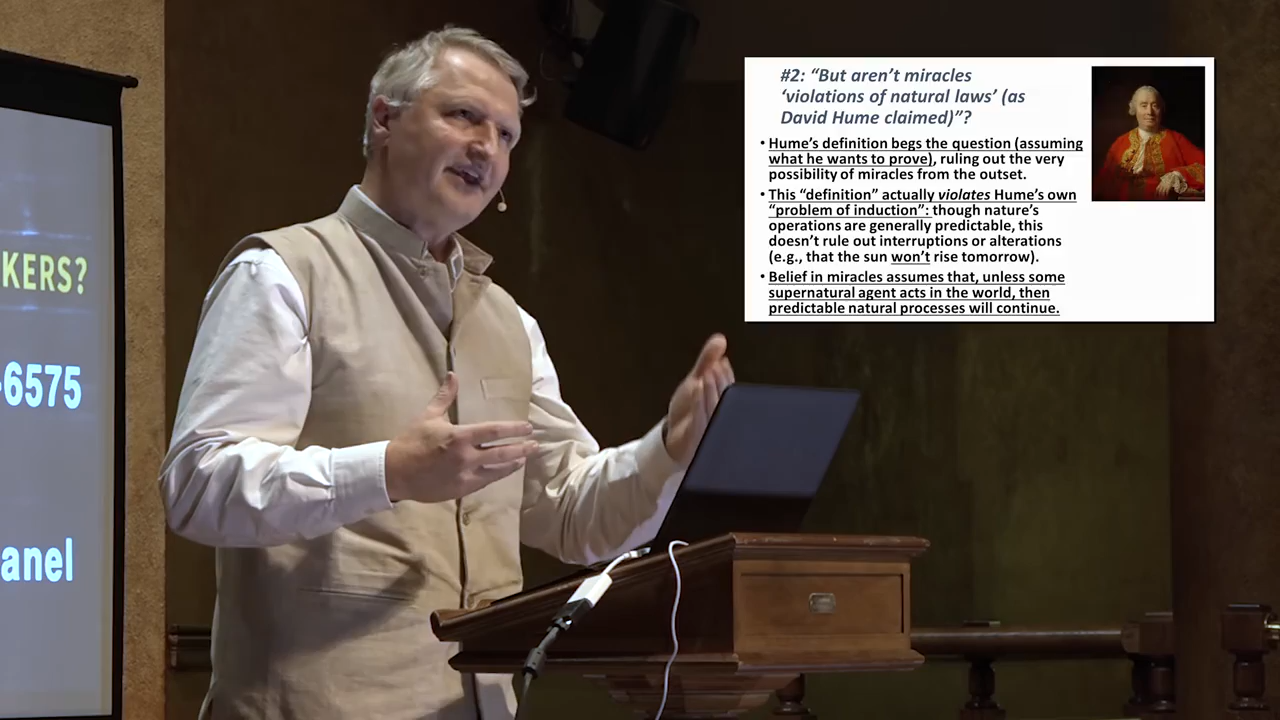 KERS?
-6575
anel
#2: “But aren’t miracles
‘violations of natural laws’ (as
David Hume claimed)”?
• Hume’s definition begs the question (assuming
what he wants to prove), ruling out the very
possibility of miracles from the outset.
• This “definition” actually violates Hume’s own
“problem of induction”: though nature’s
operations are generally predictable, this
doesn’t rule out interruptions or alterations
(e.g., that the sun won’t rise tomorrow).
• Belief in miracles assumes that, unless some
supernatural agent acts in the world, then
predictable natural processes will continue.